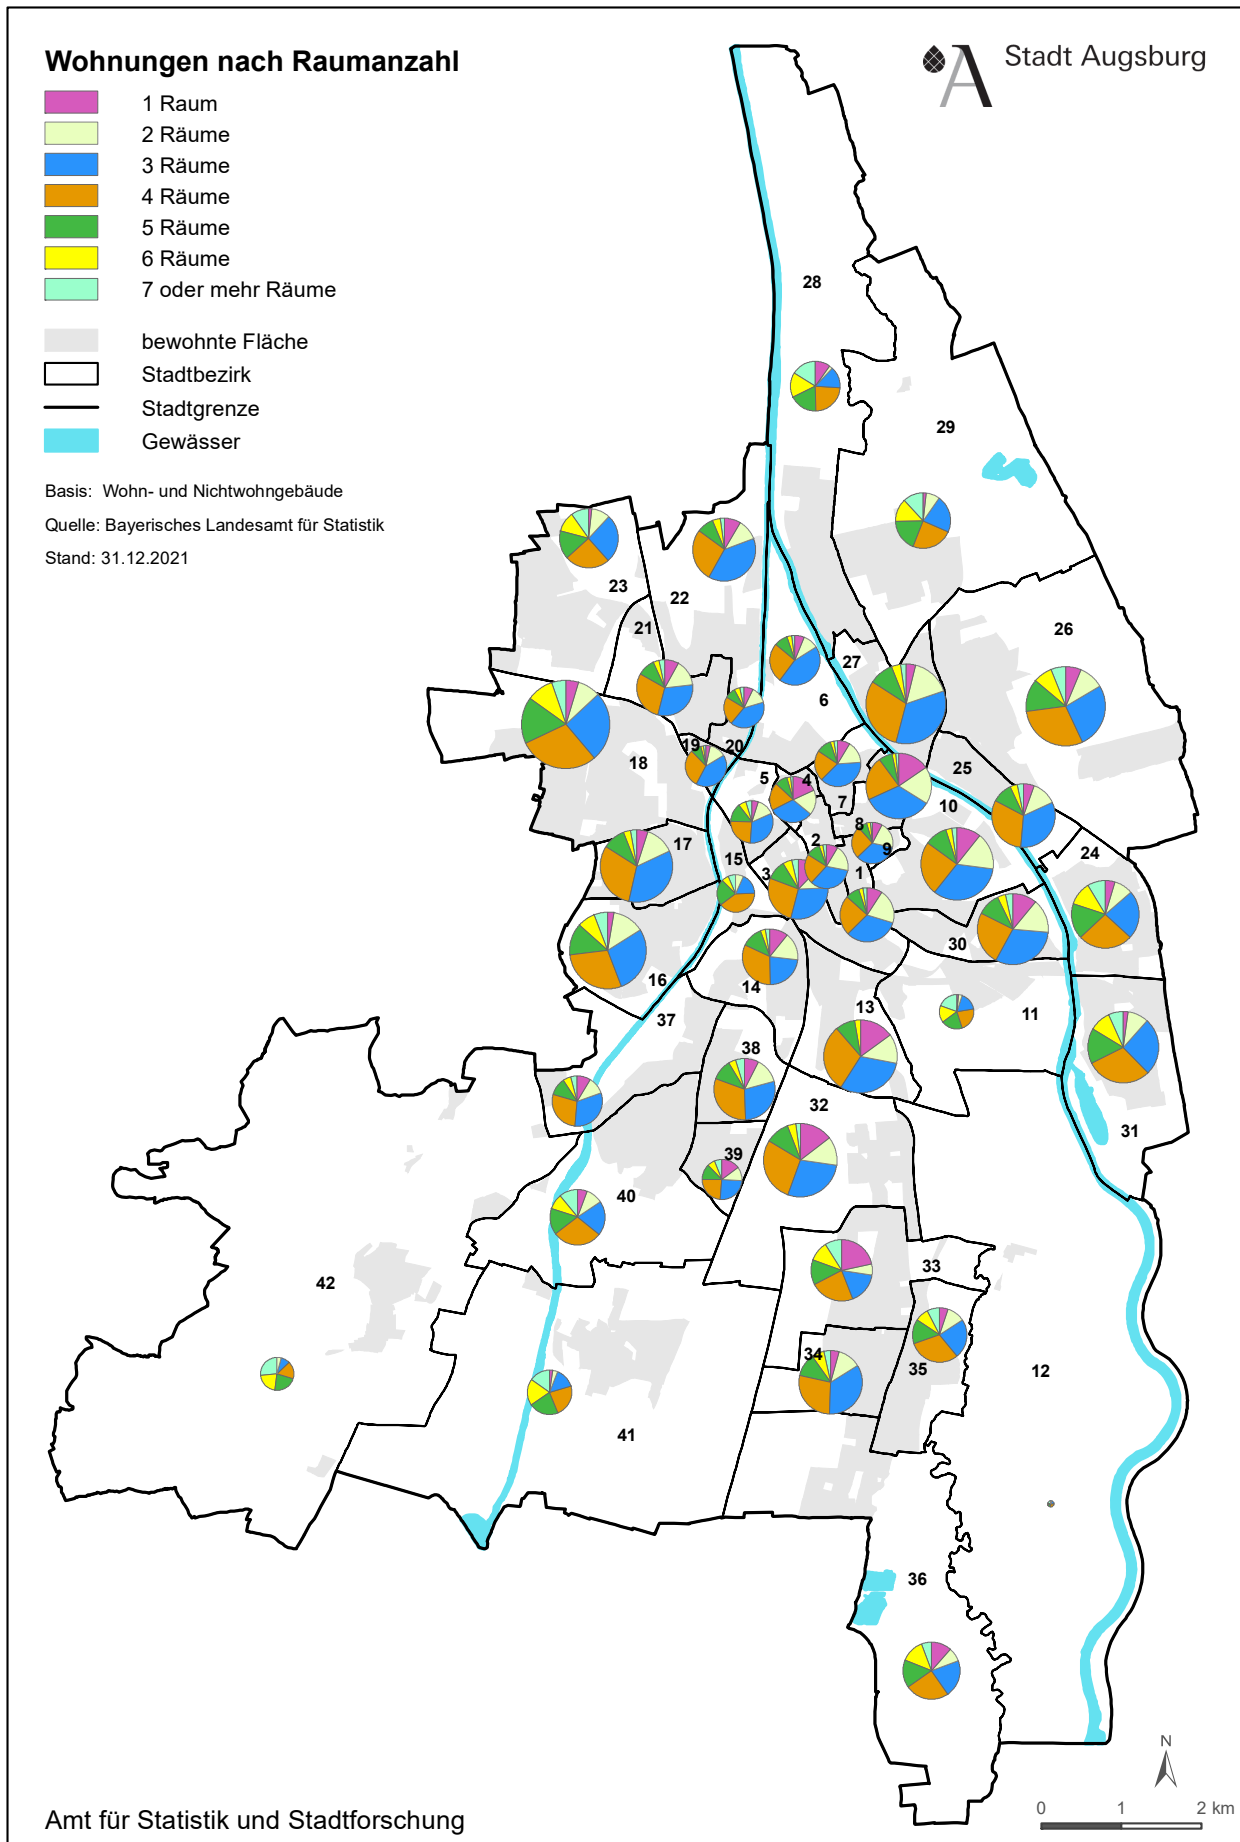 Wohnungen nach Raumanzahl
Stadt Augsburg
1 Raum
2 Räume
3 Räume
4 Räume
5 Räume
6 Räume
7 oder mehr Räume
bewohnte Fläche
Stadtbezirk
Stadtgrenze
Gewässer
Basis: Wohn- und Nichtwohngebäude
Quelle: Bayerisches Landesamt für Statistik
Stand: 31.12.2021
28
29
23
22
21
26
27
6
19
20
18
5
4
7
25
10
8
2
9
17
15
3
1
24
30
16
14
13
11
37
38
32
31
39
40
33
42
34
35
12
41
36
N
0 1 2 km
Amt für Statistik und Stadtforschung